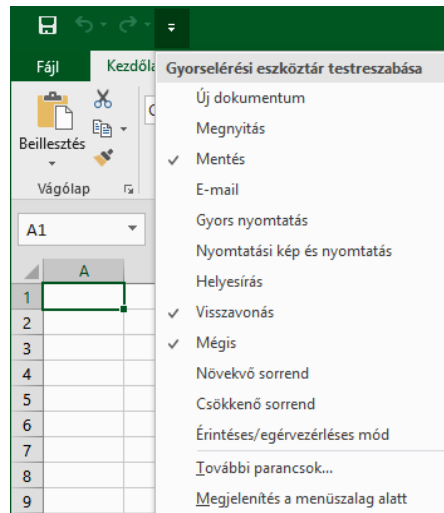 Fájl
Kezdőla
Gyorselérési eszköztár testreszabása
Új dokumentum
Megnyitás
Mentés
E-mail
Gyors nyomtatás
Nyomtatási kép és nyomtatás
Helyesírás
Visszavonás
Mégis
Növekvő sorrend
Csökkenő sorrend
Érintéses/egérvezérléses mód
További parancsok...
Megjelenítés a menüszalag alatt
Beillesztés
Vágólap
A1
A
1
2
3
4
5
6
7
8
9